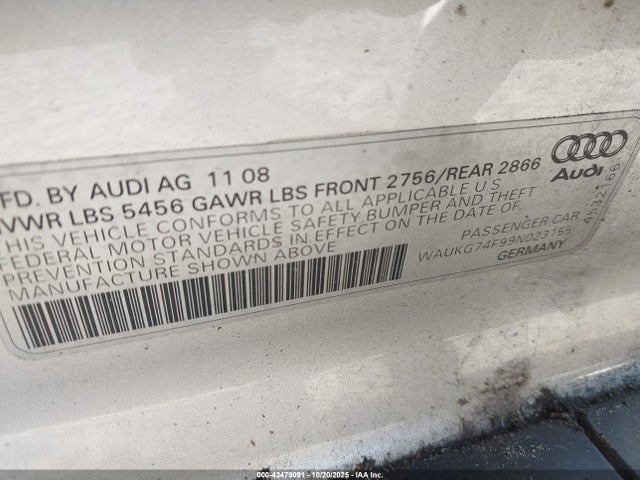 FD. BY AUDI AG 11 08
VWR LBS 5456 GAWR LBS FRONT 2756/REAR 2866
THIS VEHICLE CONFORMS TO ALL APPLICABLE U S
FEDERAL MOTOR VEHICLE SAFETY,BUMPER AND THEFT
PREVENTION STANDARDS IN EFFECT ON THE DATE OF
MANUFACTURE SHOWN ABOVE
Audi
PASSENGER CAR
WAUKG74F99N023155
GERMANY
4532166
000-43479091 - 10/20/2025 - IAA Inc.